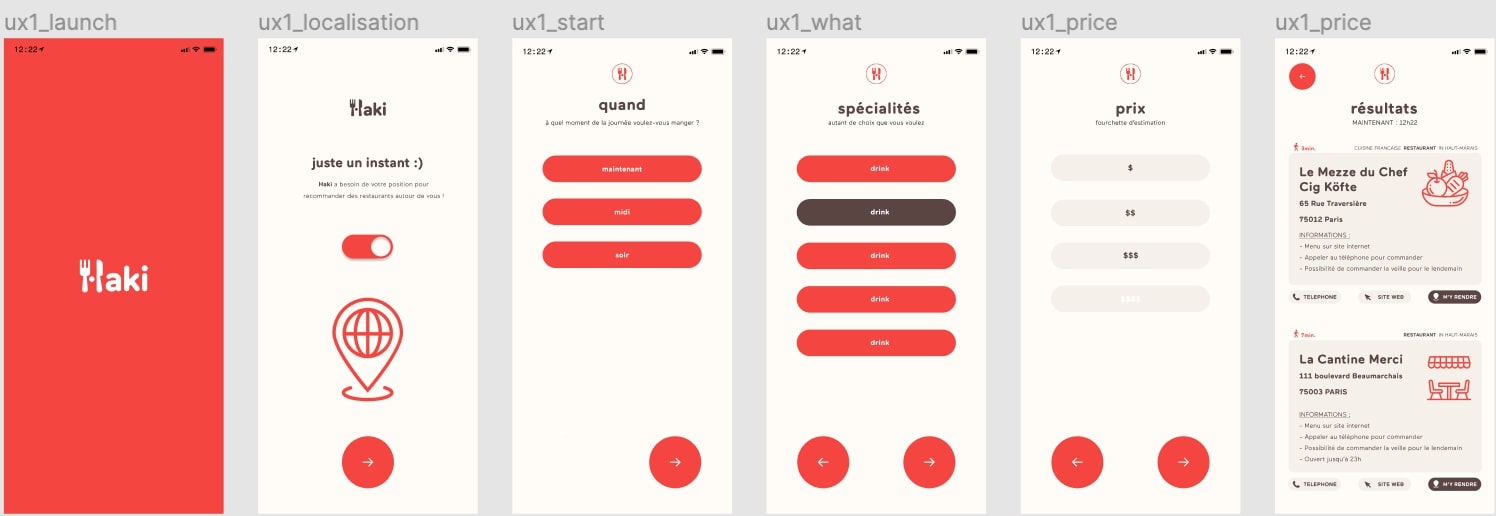 ux1_launch
12:22
Haki
ux1_localisation
12:22
Haki
juste un instant :)
Haki a besoin de votre position pour
récommander des restaurants autour de vous !
ux1_start
12:22
quand
à quel moment de la journée voulez-vous manger ?
maintenant
midi
soir
ux1_what
12:22
spécialités
autant de choix que vous voulez
drink
drink
drink
drink
drink
ux1_price
12:22
prix
fourchette d'estimation
$
$$
$$$
$$$$
ux1_price
12:22
résultats
MAINTENANT : 12h22
3min.
CUISINE FRANCAISE RESTAURANT IN HAUT-MARAIS
Le Mezze du Chef
Cig Köfte
65 Rue Traversière
75012 Paris
INFORMATIONS :
- Menu sur site internet
- Appeler au téléphone pour commander
- Possibilité de commander la veille pour le lendemain
TELEPHONE
SITE WEB
M'Y RENDRE
7min.
RESTAURANT IN HAUT-MARAIS
La Cantine Merci
111 boulevard Beaumarchais
75003 PARIS
INFORMATIONS :
- Menu sur site internet
- Appeler au téléphone pour commander
- Possibilité de commander la veille pour le lendemain
- Ouvert jusqu'à 23h
TELEPHONE
SITE WEB
M'Y RENDRE